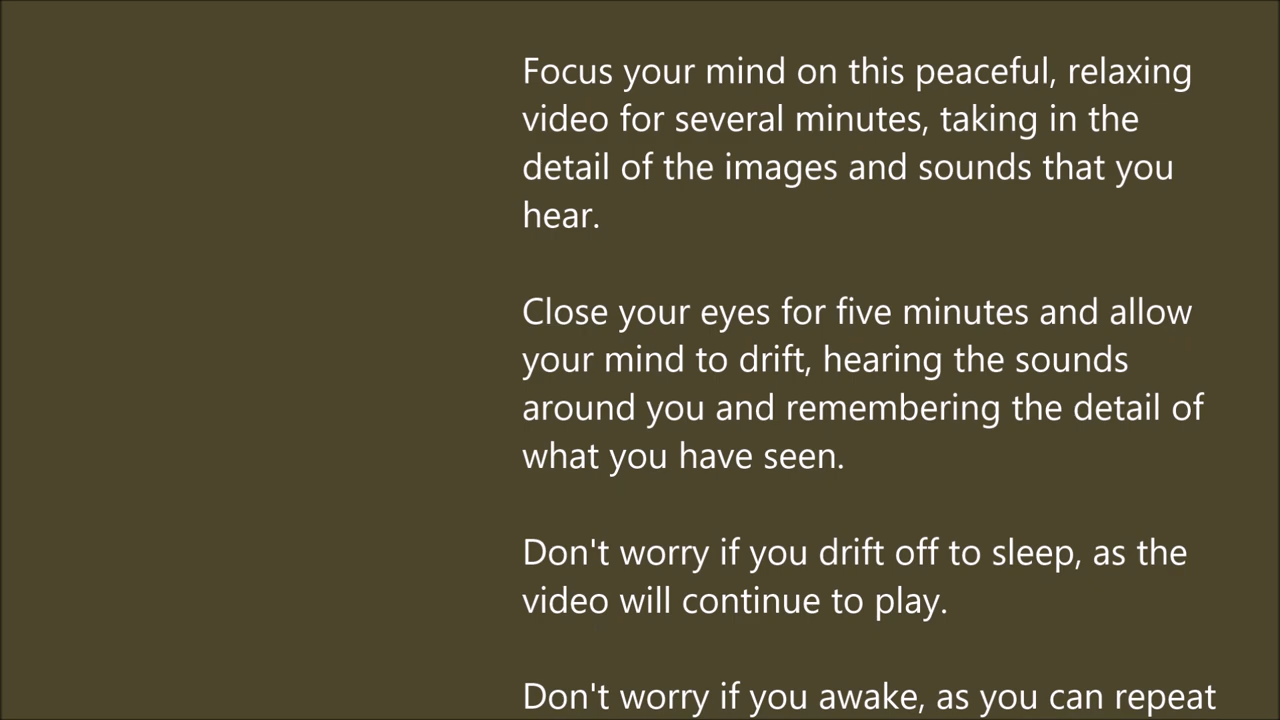 Focus your mind on this peaceful, relaxing
video for several minutes, taking in the
detail of the images and sounds that you
hear.
Close your eyes for five minutes and allow
your mind to drift, hearing the sounds
around you and remembering the detail of
what you have seen.
Don't worry if you drift off to sleep, as the
video will continue to play.
Don't worry if you awake, as you can repeat